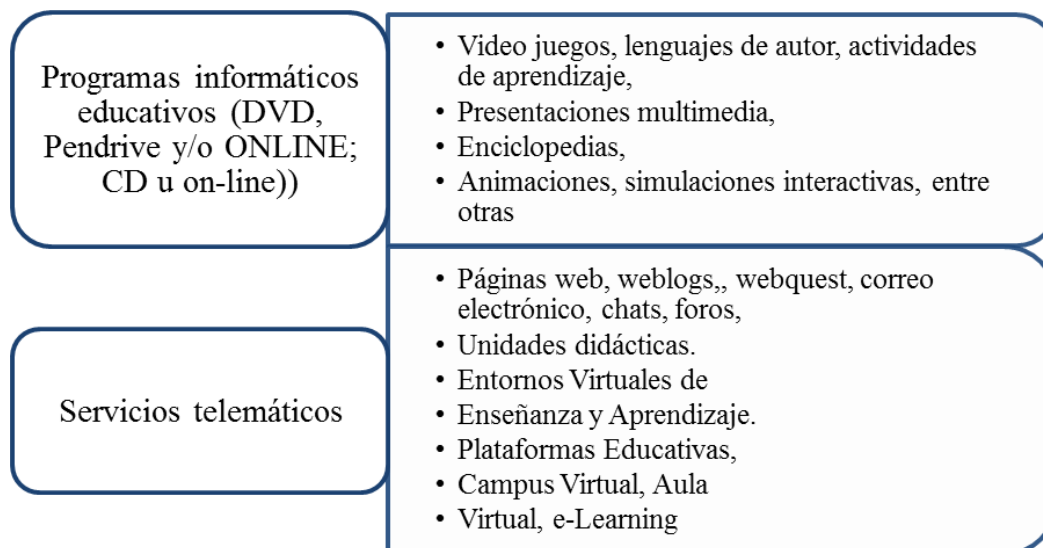 Programas informáticos
educativos (DVD,
Pendrive y/o ONLINE;
CD u on-line))
• Video juegos, lenguajes de autor, actividades
de aprendizaje,
• Presentaciones multimedia,
• Enciclopedias,
• Animaciones, simulaciones interactivas, entre
otras
Servicios telemáticos
• Páginas web, weblogs,, webquest, correo
electrónico, chats, foros,
• Unidades didácticas.
• Entornos Virtuales de
• Enseñanza y Aprendizaje.
• Plataformas Educativas,
• Campus Virtual, Aula
• Virtual, e-Learning